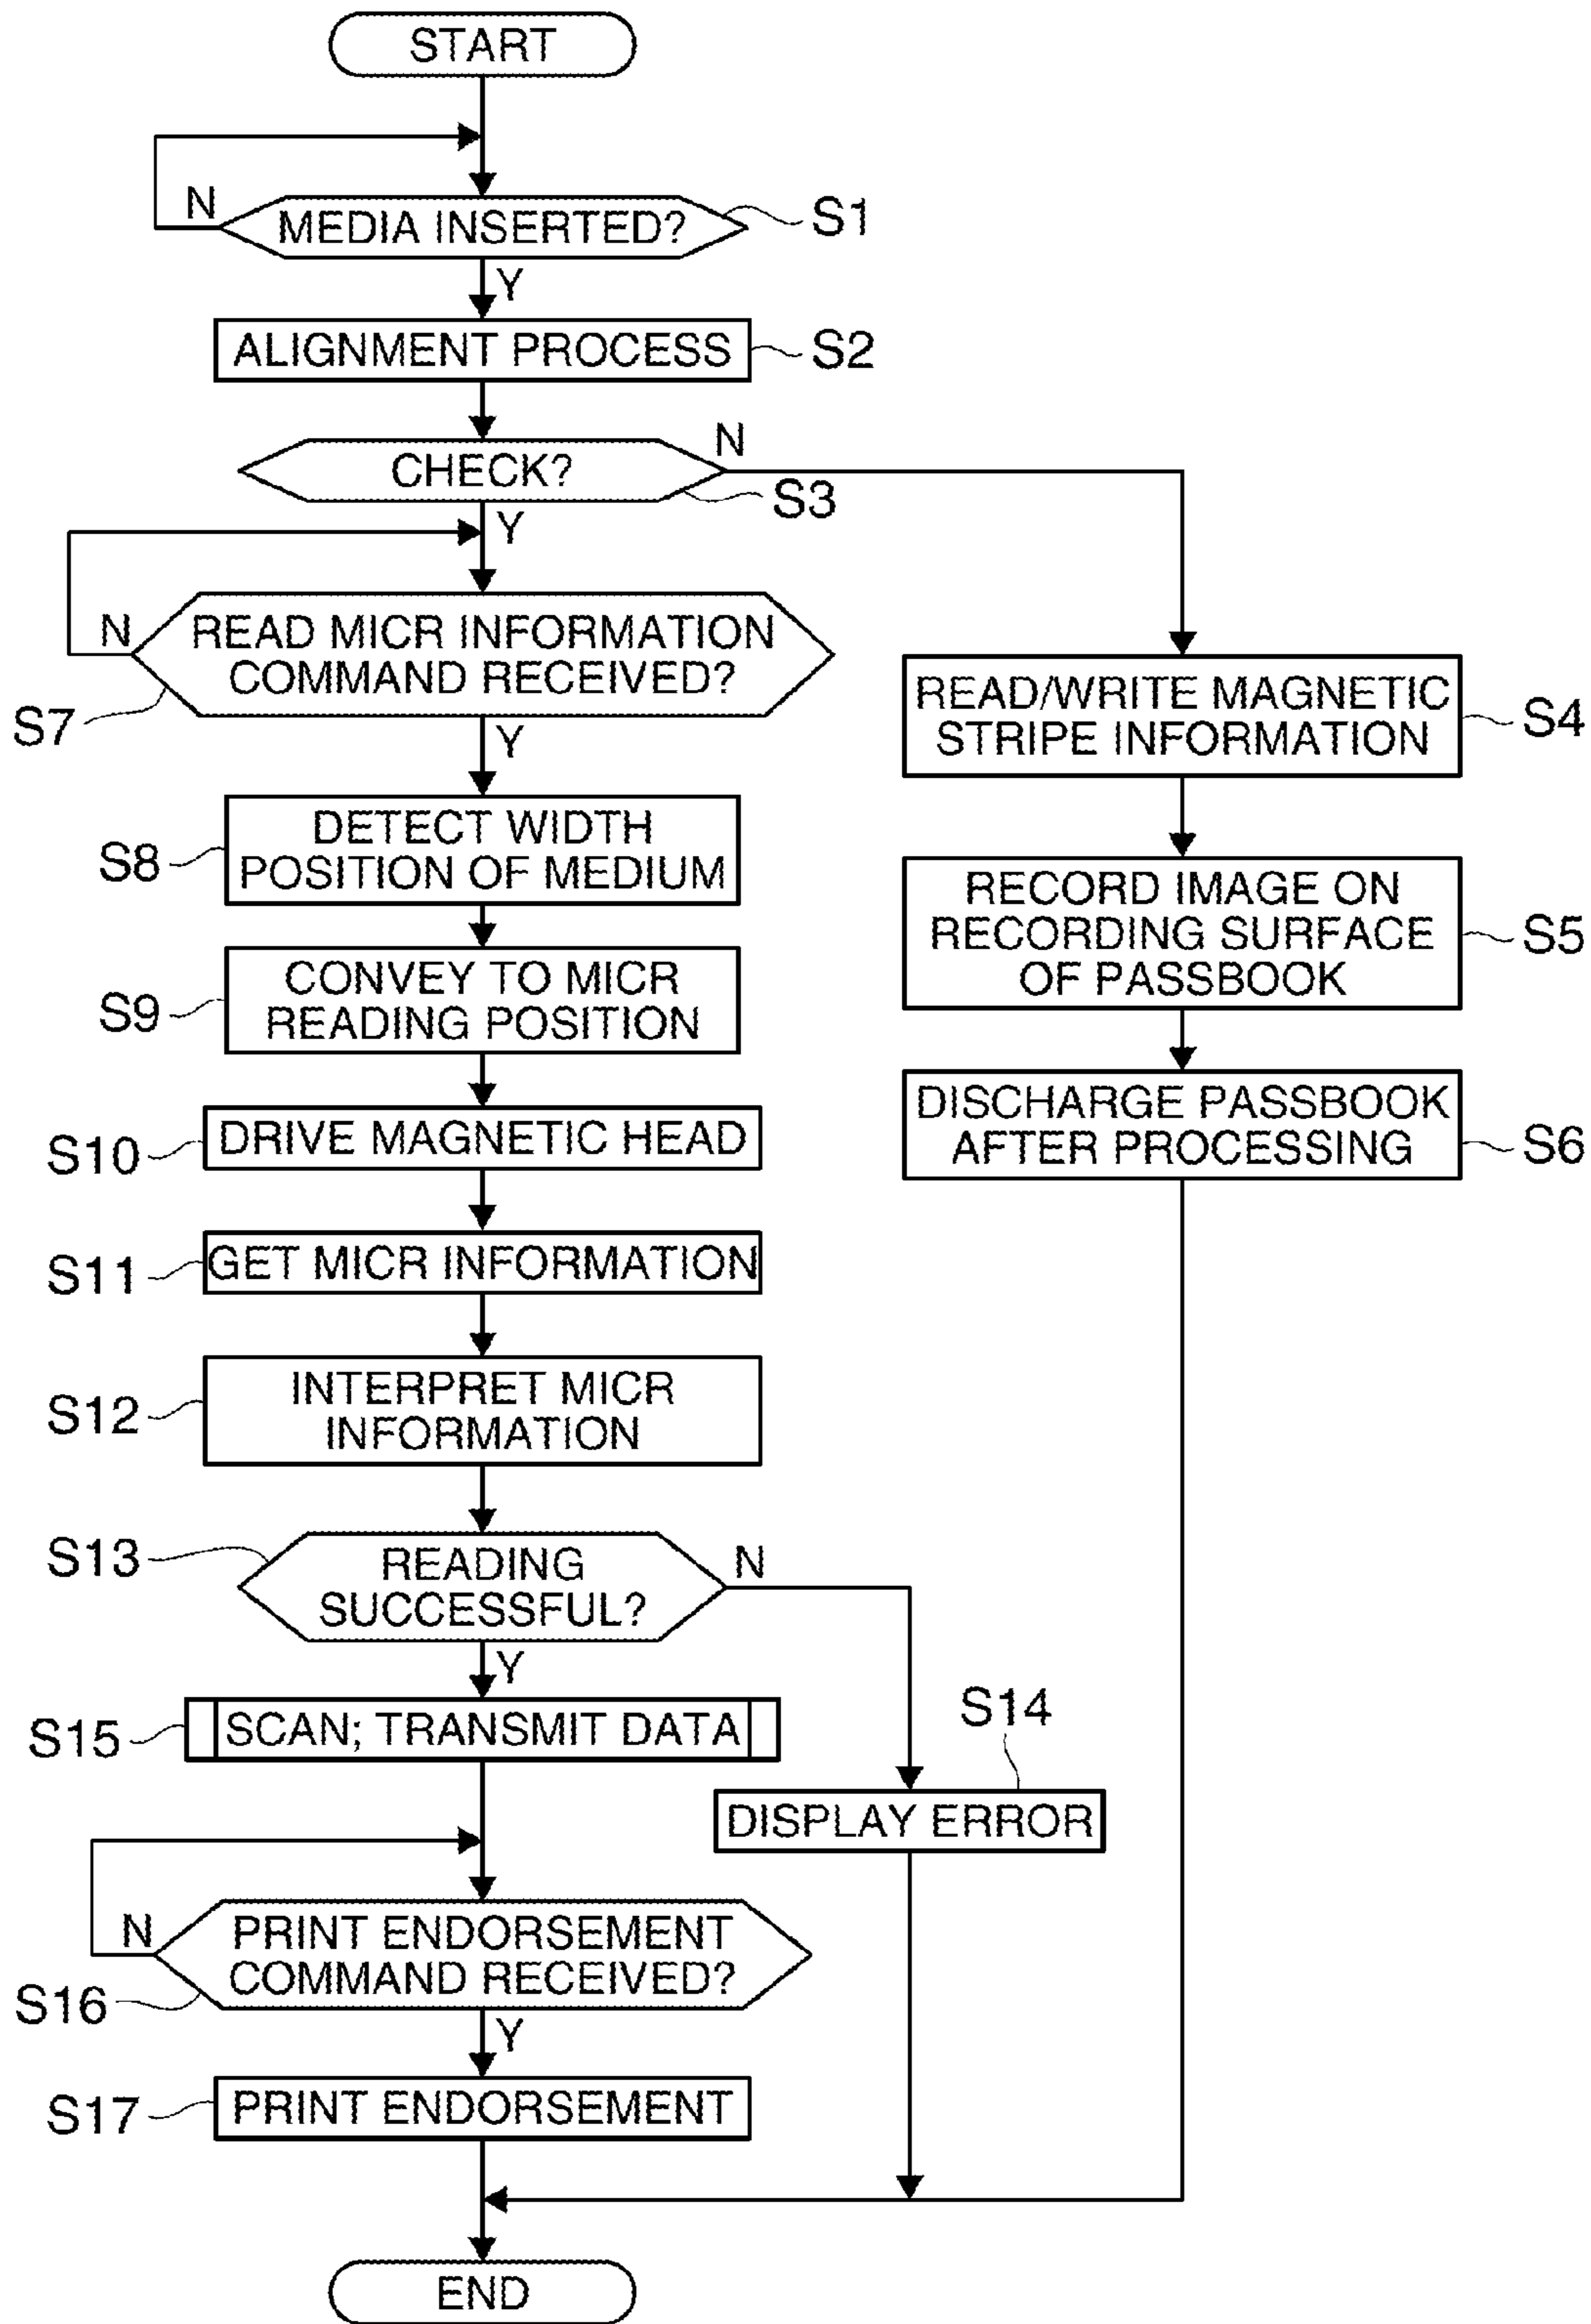 START
N
MEDIA INSERTED?
S1
Y
ALIGNMENT PROCESS
S2
CHECK?
N
S3
Y
N
READ MICR INFORMATION
COMMAND RECEIVED?
S7
Y
READ/WRITE MAGNETIC
STRIPE INFORMATION
S4
DETECT WIDTH
POSITION OF MEDIUM
S8
RECORD IMAGE ON
RECORDING SURFACE
OF PASSBOOK
S5
CONVEY TO MICR
READING POSITION
S9
DISCHARGE PASSBOOK
AFTER PROCESSING
S6
DRIVE MAGNETIC HEAD
S10
GET MICR INFORMATION
S11
INTERPRET MICR
INFORMATION
S12
S13
READING
SUCCESSFUL?
N
Y
SCAN; TRANSMIT DATA
S15
S14
DISPLAY ERROR
N
PRINT ENDORSEMENT
COMMAND RECEIVED?
S16
Y
PRINT ENDORSEMENT
S17
END